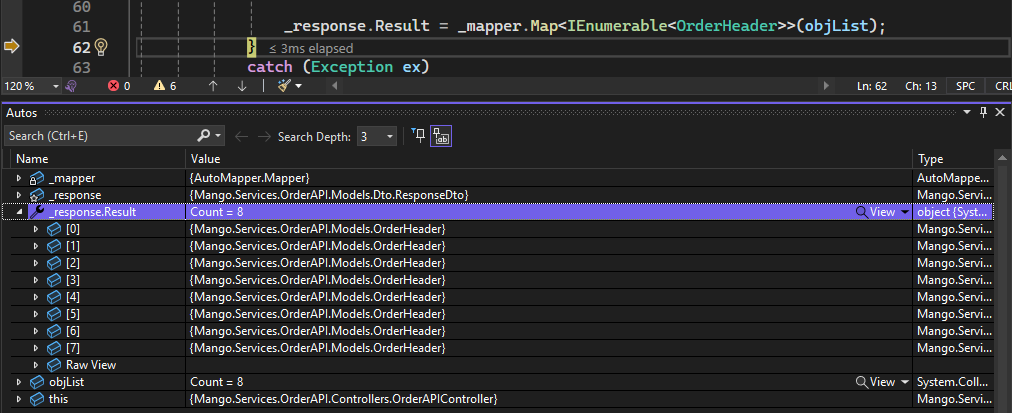 60
61 _response.Result = _mapper.Map<IEnumerable<OrderHeader>>(objList);
62 } ≤ 3ms elapsed
63 catch (Exception ex)
120 % 0 6 Ln: 62 Ch: 13 SPC CRL
Autos
Search (Ctrl+E) Search Depth: 3
Name Value Type
_mapper {AutoMapper.Mapper} AutoMappe...
_response {Mango.Services.OrderAPI.Models.Dto.ResponseDto} Mango.Servi...
_response.Result Count = 8 View object {Syst...
[0] {Mango.Services.OrderAPI.Models.OrderHeader} Mango.Servi...
[1] {Mango.Services.OrderAPI.Models.OrderHeader} Mango.Servi...
[2] {Mango.Services.OrderAPI.Models.OrderHeader} Mango.Servi...
[3] {Mango.Services.OrderAPI.Models.OrderHeader} Mango.Servi...
[4] {Mango.Services.OrderAPI.Models.OrderHeader} Mango.Servi...
[5] {Mango.Services.OrderAPI.Models.OrderHeader} Mango.Servi...
[6] {Mango.Services.OrderAPI.Models.OrderHeader} Mango.Servi...
[7] {Mango.Services.OrderAPI.Models.OrderHeader} Mango.Servi...
Raw View
objList Count = 8 View System.Coll...
this {Mango.Services.OrderAPI.Controllers.OrderAPIController} Mango.Servi...